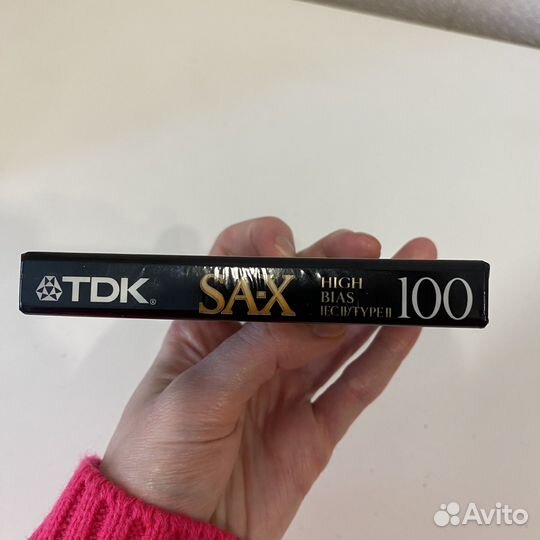 TDK®
SA-X
HIGH
BIAS
IEC II/TYPE II
100
Avito